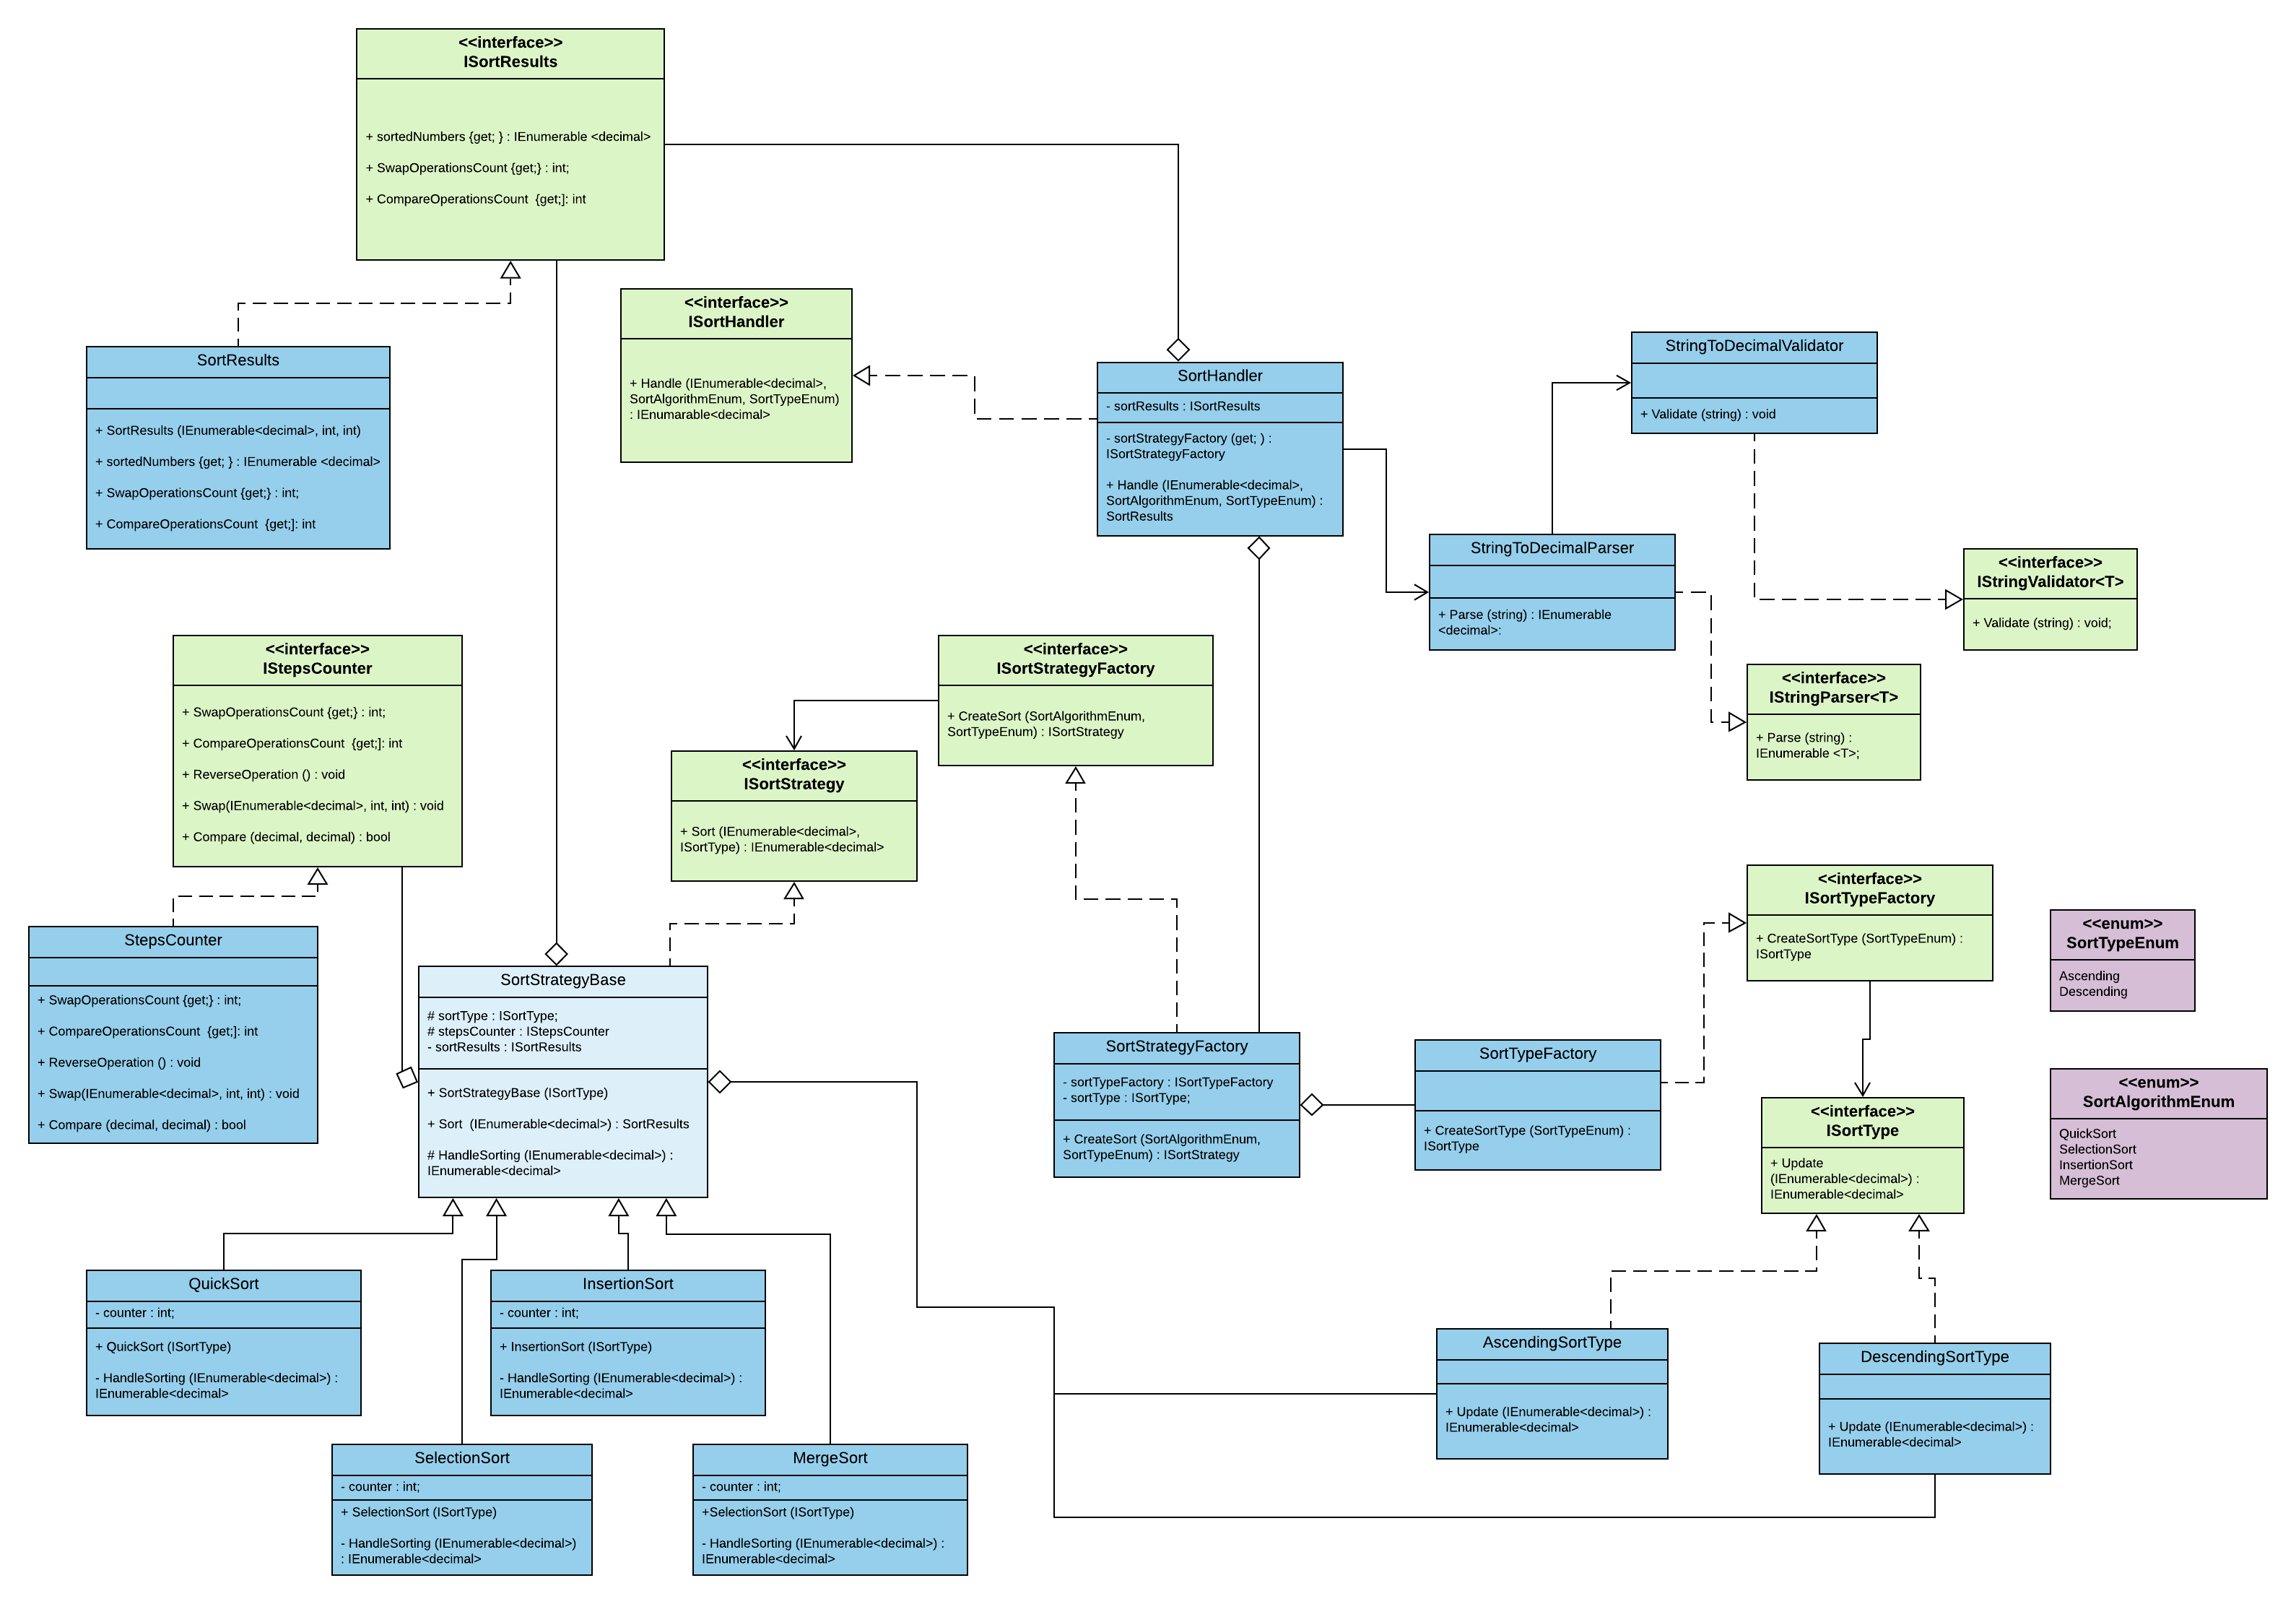 <<interface>>
ISortResults
+ sortedNumbers {get; } : IEnumerable <decimal>
+ SwapOperationsCount {get;} : int;
+ CompareOperationsCount  {get;]: int
<<interface>>
ISortHandler
+ Handle (IEnumerable<decimal>,
SortAlgorithmEnum, SortTypeEnum)
: IEnumarable<decimal>
SortResults
+ SortResults (IEnumerable<decimal>, int, int)
+ sortedNumbers {get; } : IEnumerable <decimal>
+ SwapOperationsCount {get;} : int;
+ CompareOperationsCount  {get;]: int
SortHandler
- sortResults : ISortResults
- sortStrategyFactory (get; ) :
ISortStrategyFactory
+ Handle (IEnumerable<decimal>,
SortAlgorithmEnum, SortTypeEnum) :
SortResults
StringToDecimalValidator
+ Validate (string) : void
StringToDecimalParser
+ Parse (string) : IEnumerable
<decimal>:
<<interface>>
IStringValidator<T>
+ Validate (string) : void;
<<interface>>
IStringParser<T>
+ Parse (string) :
IEnumerable <T>;
<<interface>>
IStepsCounter
+ SwapOperationsCount {get;} : int;
+ CompareOperationsCount  {get;]: int
+ ReverseOperation () : void
+ Swap(IEnumerable<decimal>, int, int) : void
+ Compare (decimal, decimal) : bool
<<interface>>
ISortStrategyFactory
+ CreateSort (SortAlgorithmEnum,
SortTypeEnum) : ISortStrategy
<<interface>>
ISortStrategy
+ Sort (IEnumerable<decimal>,
ISortType) : IEnumerable<decimal>
<<interface>>
ISortTypeFactory
+ CreateSortType (SortTypeEnum) :
ISortType
<<enum>>
SortTypeEnum
Ascending
Descending
StepsCounter
+ SwapOperationsCount {get;} : int;
+ CompareOperationsCount  {get;]: int
+ ReverseOperation () : void
+ Swap(IEnumerable<decimal>, int, int) : void
+ Compare (decimal, decimal) : bool
SortStrategyBase
# sortType : ISortType;
# stepsCounter : IStepsCounter
- sortResults : ISortResults
+ SortStrategyBase (ISortType)
+ Sort  (IEnumerable<decimal>) : SortResults
# HandleSorting (IEnumerable<decimal>) :
IEnumerable<decimal>
SortStrategyFactory
- sortTypeFactory : ISortTypeFactory
- sortType : ISortType;
+ CreateSort (SortAlgorithmEnum,
SortTypeEnum) : ISortStrategy
SortTypeFactory
+ CreateSortType (SortTypeEnum) :
ISortType
<<interface>>
ISortType
+ Update
(IEnumerable<decimal>) :
IEnumerable<decimal>
<<enum>>
SortAlgorithmEnum
QuickSort
SelectionSort
InsertionSort
MergeSort
QuickSort
- counter : int;
+ QuickSort (ISortType)
- HandleSorting (IEnumerable<decimal>) :
IEnumerable<decimal>
InsertionSort
- counter : int;
+ InsertionSort (ISortType)
- HandleSorting (IEnumerable<decimal>) :
IEnumerable<decimal>
AscendingSortType
+ Update (IEnumerable<decimal>) :
IEnumerable<decimal>
DescendingSortType
+ Update (IEnumerable<decimal>) :
IEnumerable<decimal>
SelectionSort
- counter : int;
+ SelectionSort (ISortType)
- HandleSorting (IEnumerable<decimal>)
: IEnumerable<decimal>
MergeSort
- counter : int;
+SelectionSort (ISortType)
- HandleSorting (IEnumerable<decimal>) :
IEnumerable<decimal>